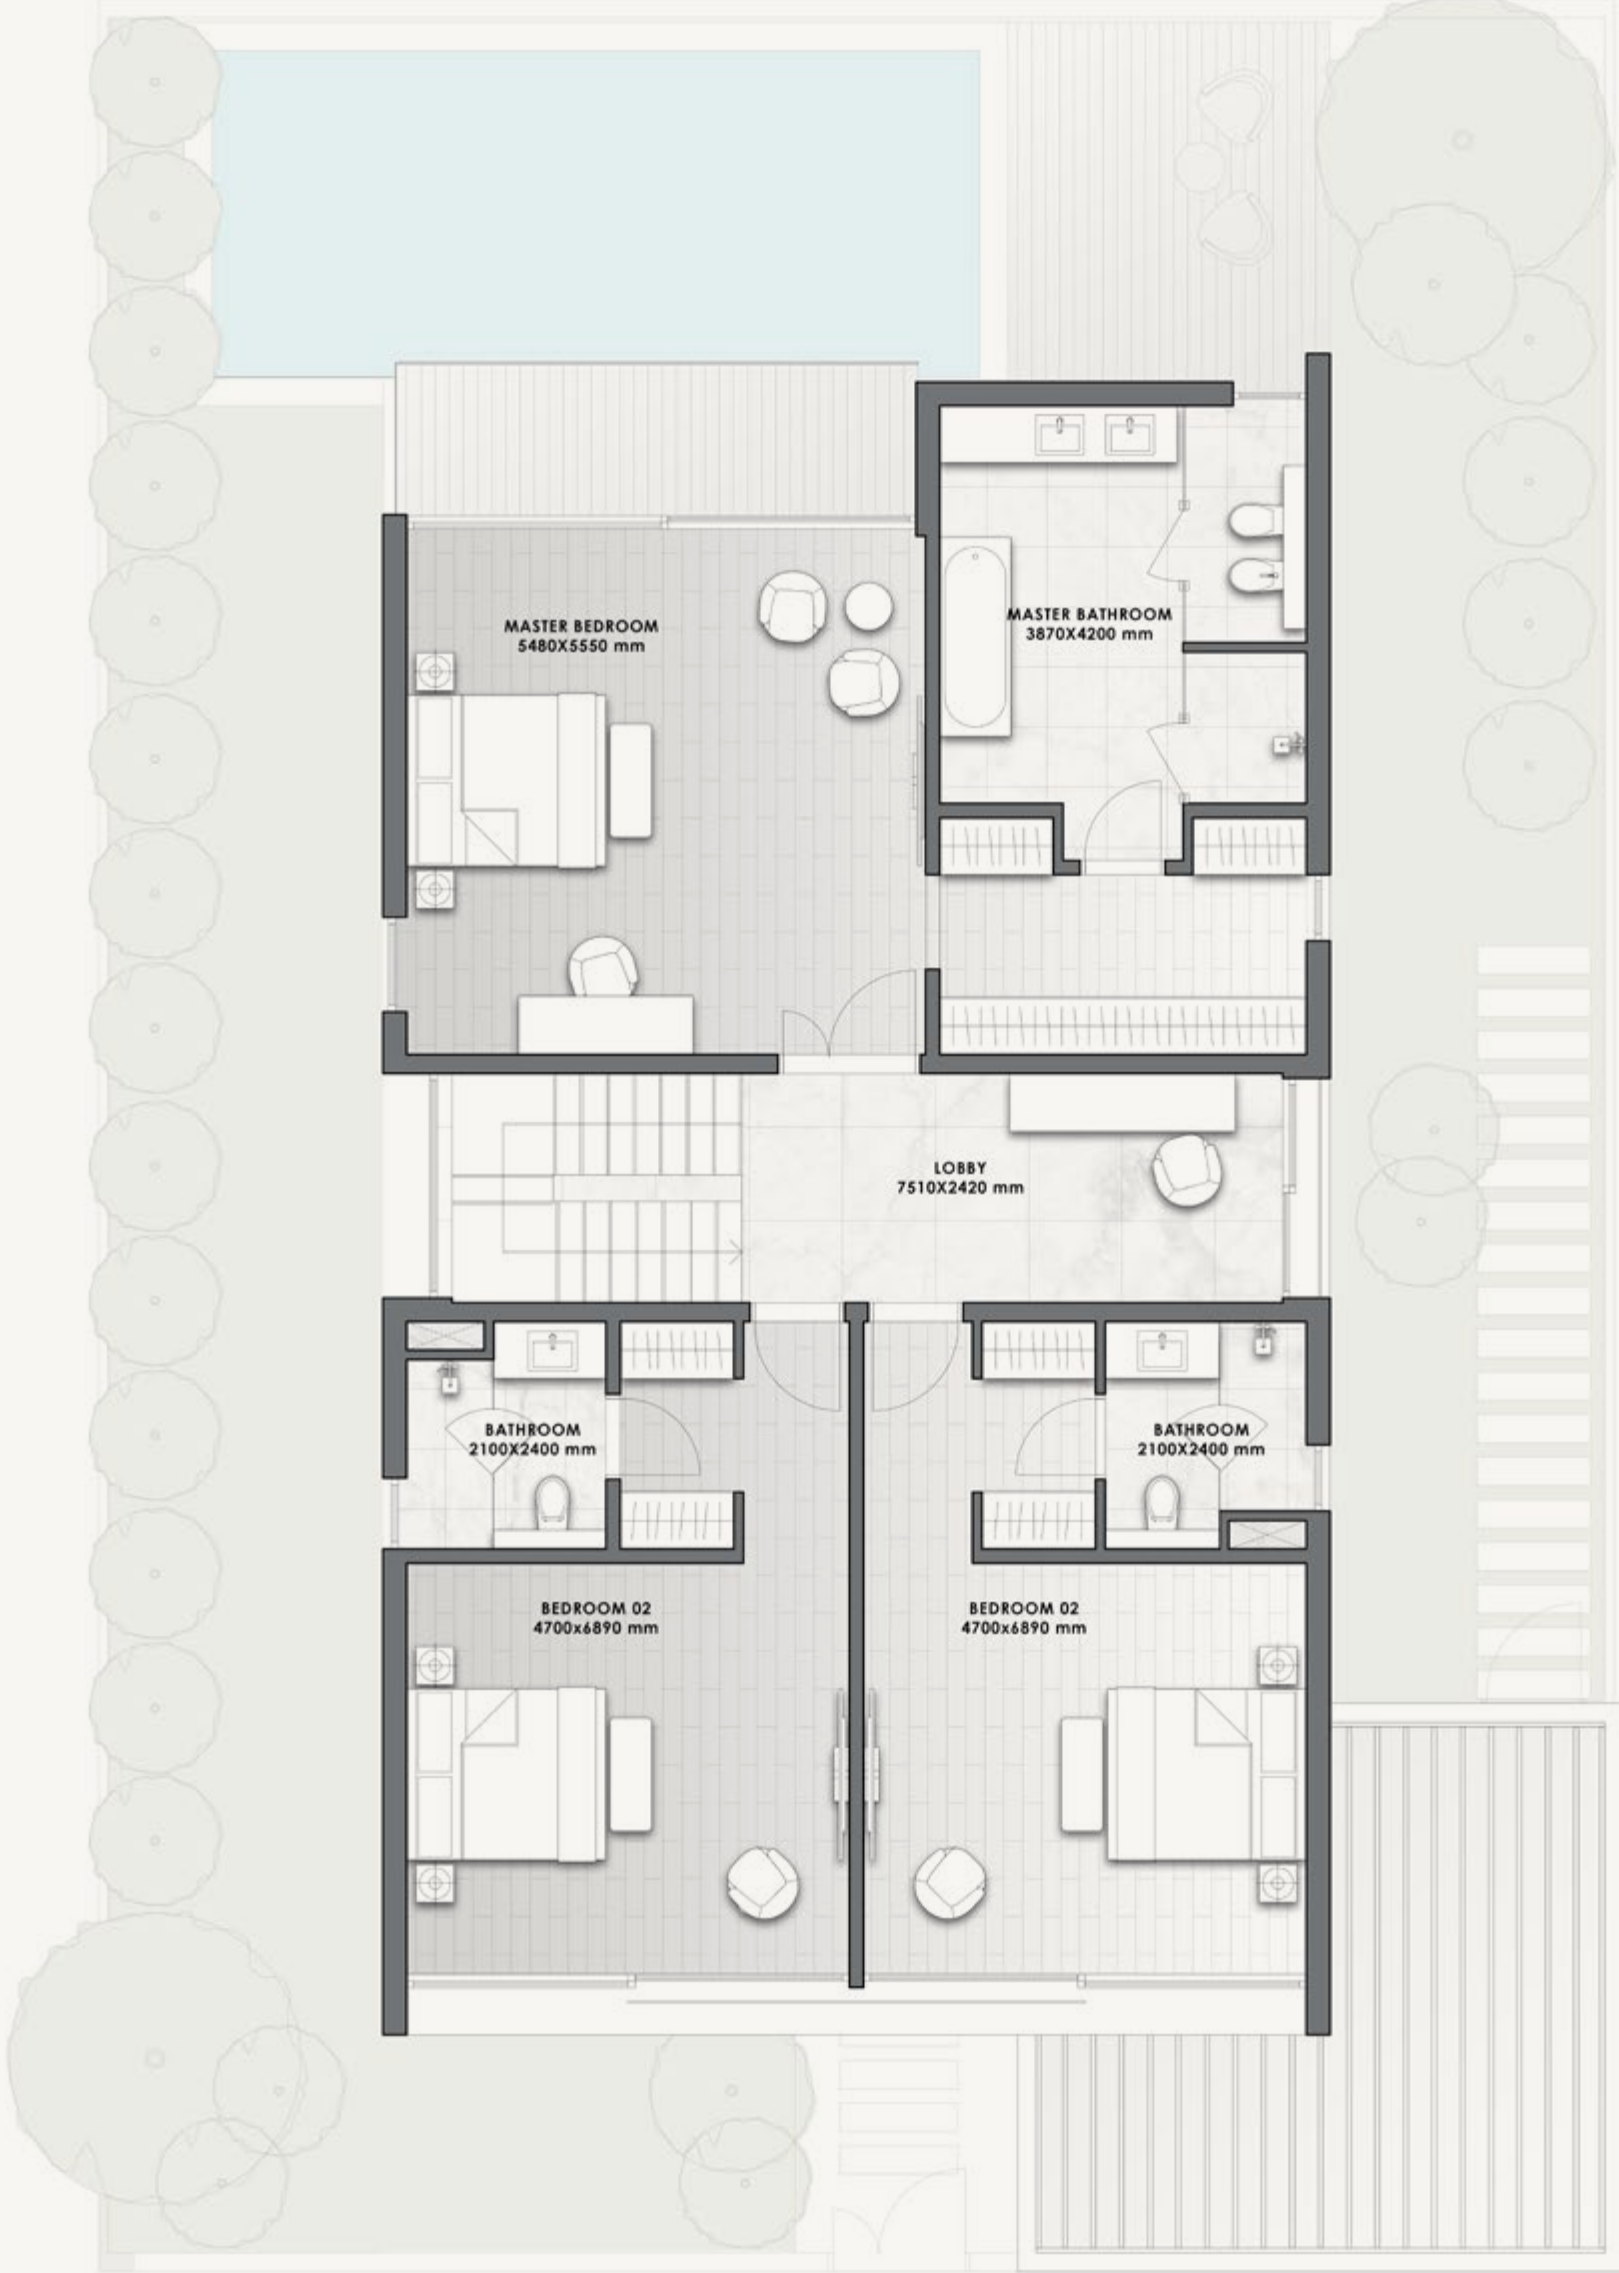 MASTER BEDROOM
5480X5550 mm
MASTER BATHROOM
3870X4200 mm
LOBBY
7510X2420 mm
BATHROOM
2100X2400 mm
BATHROOM
2100X2400 mm
BEDROOM 02
4700x6890 mm
BEDROOM 02
4700x6890 mm